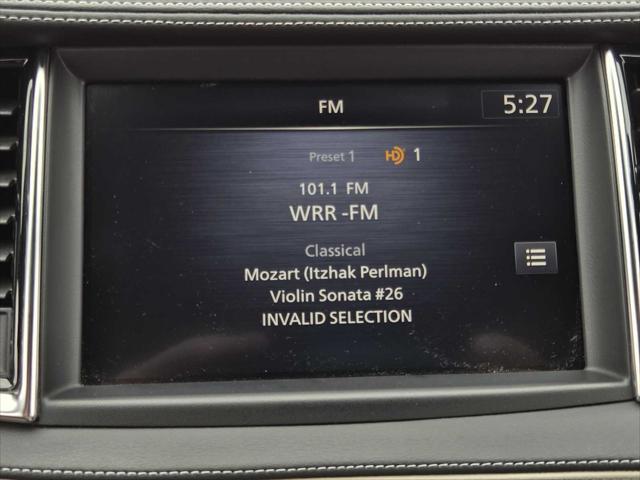 FM
5:27
Preset 1 HD 1
101.1 FM
WRR -FM
Classical
Mozart (Itzhak Perlman)
Violin Sonata #26
INVALID SELECTION